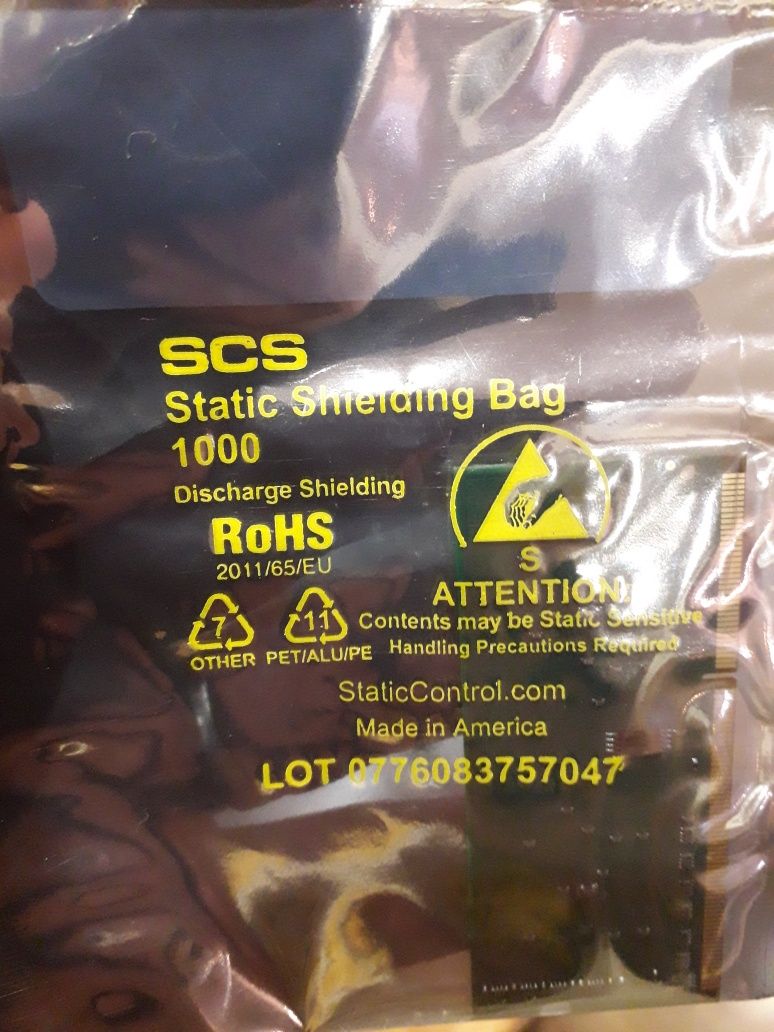 SCS
Static Shielding Bag
1000
Discharge Shielding
RoHS
2011/65/EU
S
ATTENTION
7
11
Contents may be Static Sensitive
Handling Precautions Required
OTHER PET/ALU/PE
StaticControl.com
Made in America
LOT 0776083757047